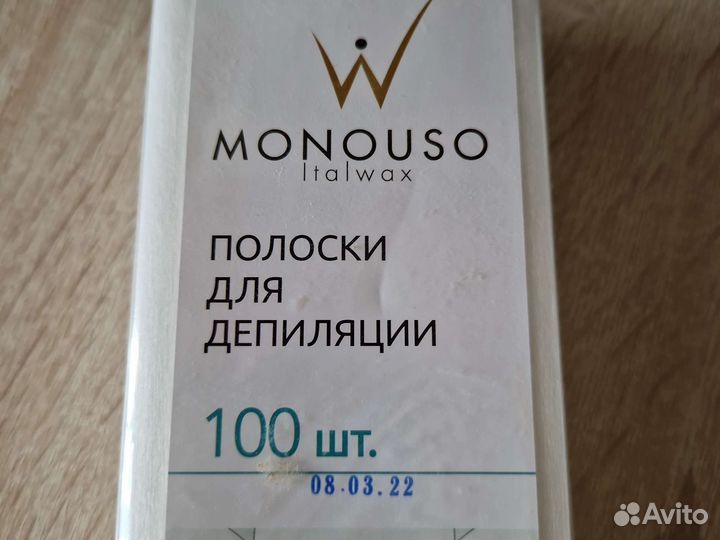 MONOUSO
Italwax
ПОЛОСКИ
ДЛЯ
ДЕПИЛЯЦИИ
100 шт.
08.03.22
Avito